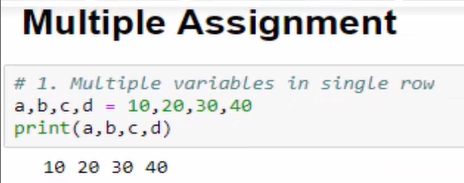 Multiple Assignment
# 1. Multiple variables in single row
a,b,c,d = 10,20,30,40
print(a,b,c,d)
10 20 30 40